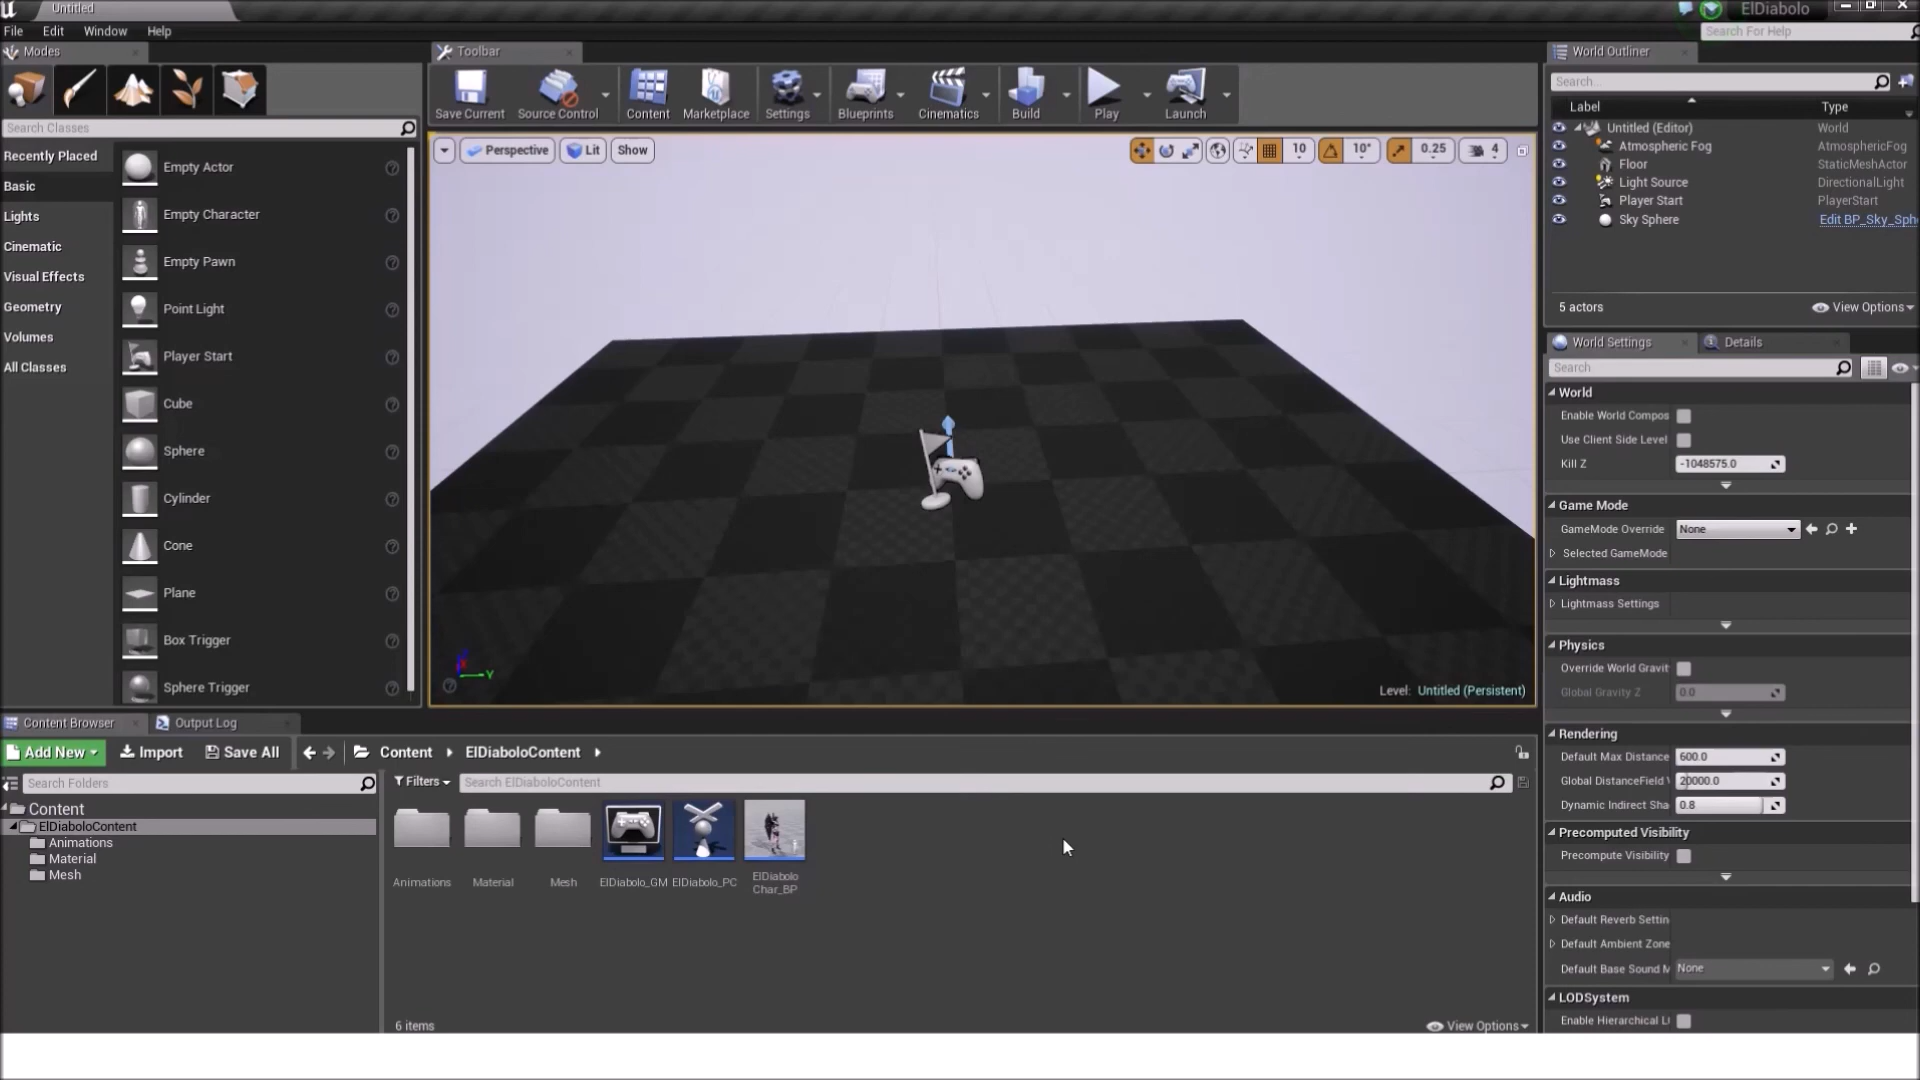 Untitled
ElDiabolo
File Edit Window Help
Search For Help
Modes
Toolbar
World Outliner
Save Current
Source Control
Content
Marketplace
Settings
Blueprints
Cinematics
Build
Play
Launch
Search Classes
Search...
Label
Type
Recently Placed
Basic
Lights
Cinematic
Visual Effects
Geometry
Volumes
All Classes
Empty Actor
Empty Character
Empty Pawn
Point Light
Player Start
Cube
Sphere
Cylinder
Cone
Plane
Box Trigger
Sphere Trigger
Perspective
Lit
Show
10
10°
0.25
4
Y
Level: Untitled (Persistent)
Untitled (Editor) World
Atmospheric Fog AtmosphericFog
Floor StaticMeshActor
Light Source DirectionalLight
Player Start PlayerStart
Sky Sphere Edit BP_Sky_Sph
5 actors
View Options
World Settings
Details
Search
World
Enable World Compos
Use Client Side Level
Kill Z -1048575.0
Game Mode
GameMode Override None
Selected GameMode
Lightmass
Lightmass Settings
Physics
Override World Gravit
Global Gravity Z 0.0
Rendering
Default Max Distance 600.0
Global DistanceField 20000.0
Dynamic Indirect Sha 0.8
Precomputed Visibility
Precompute Visibility
Audio
Default Reverb Settin
Default Ambient Zone
Default Base Sound M None
LODSystem
Enable Hierarchical L
Content Browser
Output Log
Add New
Import
Save All
Content
ElDiaboloContent
Search Folders
Filters
Search ElDiaboloContent
Content
ElDiaboloContent
Animations
Material
Mesh
Animations
Material
Mesh
ElDiabolo_GM
ElDiabolo_PC
ElDiabolo
Char_BP
6 items
View Options